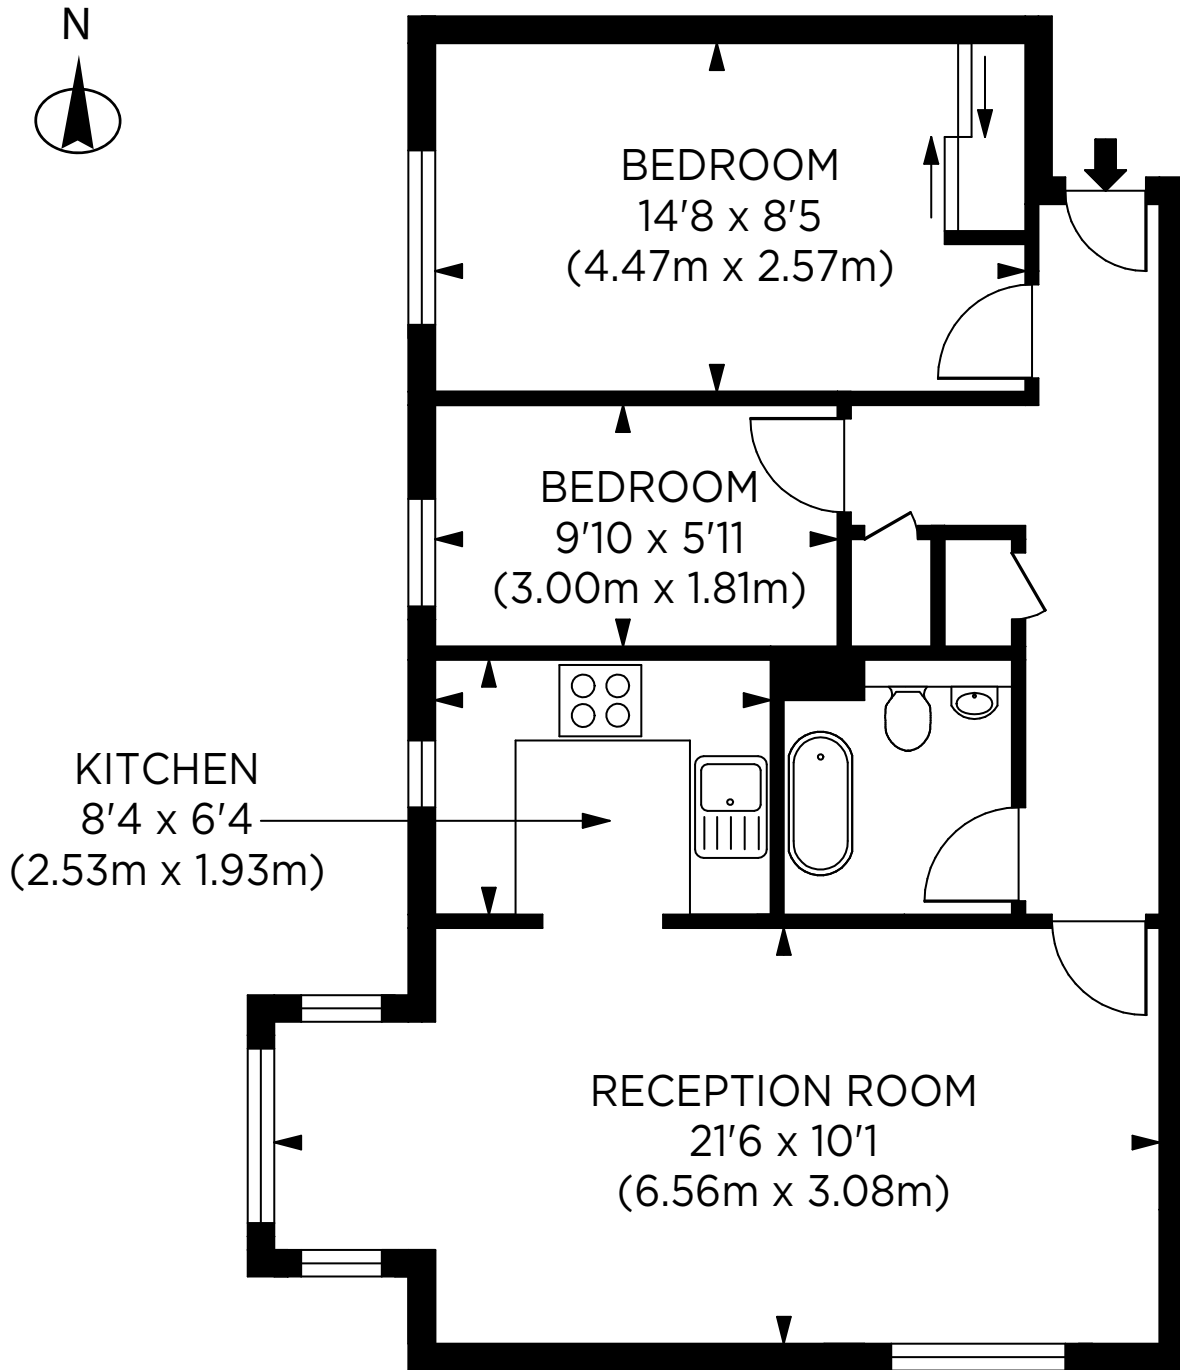 N
BEDROOM
14'8 x 8'5
(4.47m x 2.57m)
BEDROOM
9'10 x 5'11
(3.00m x 1.81m)
KITCHEN
8'4 x 6'4
(2.53m x 1.93m)
RECEPTION ROOM
21'6 x 10'1
(6.56m x 3.08m)